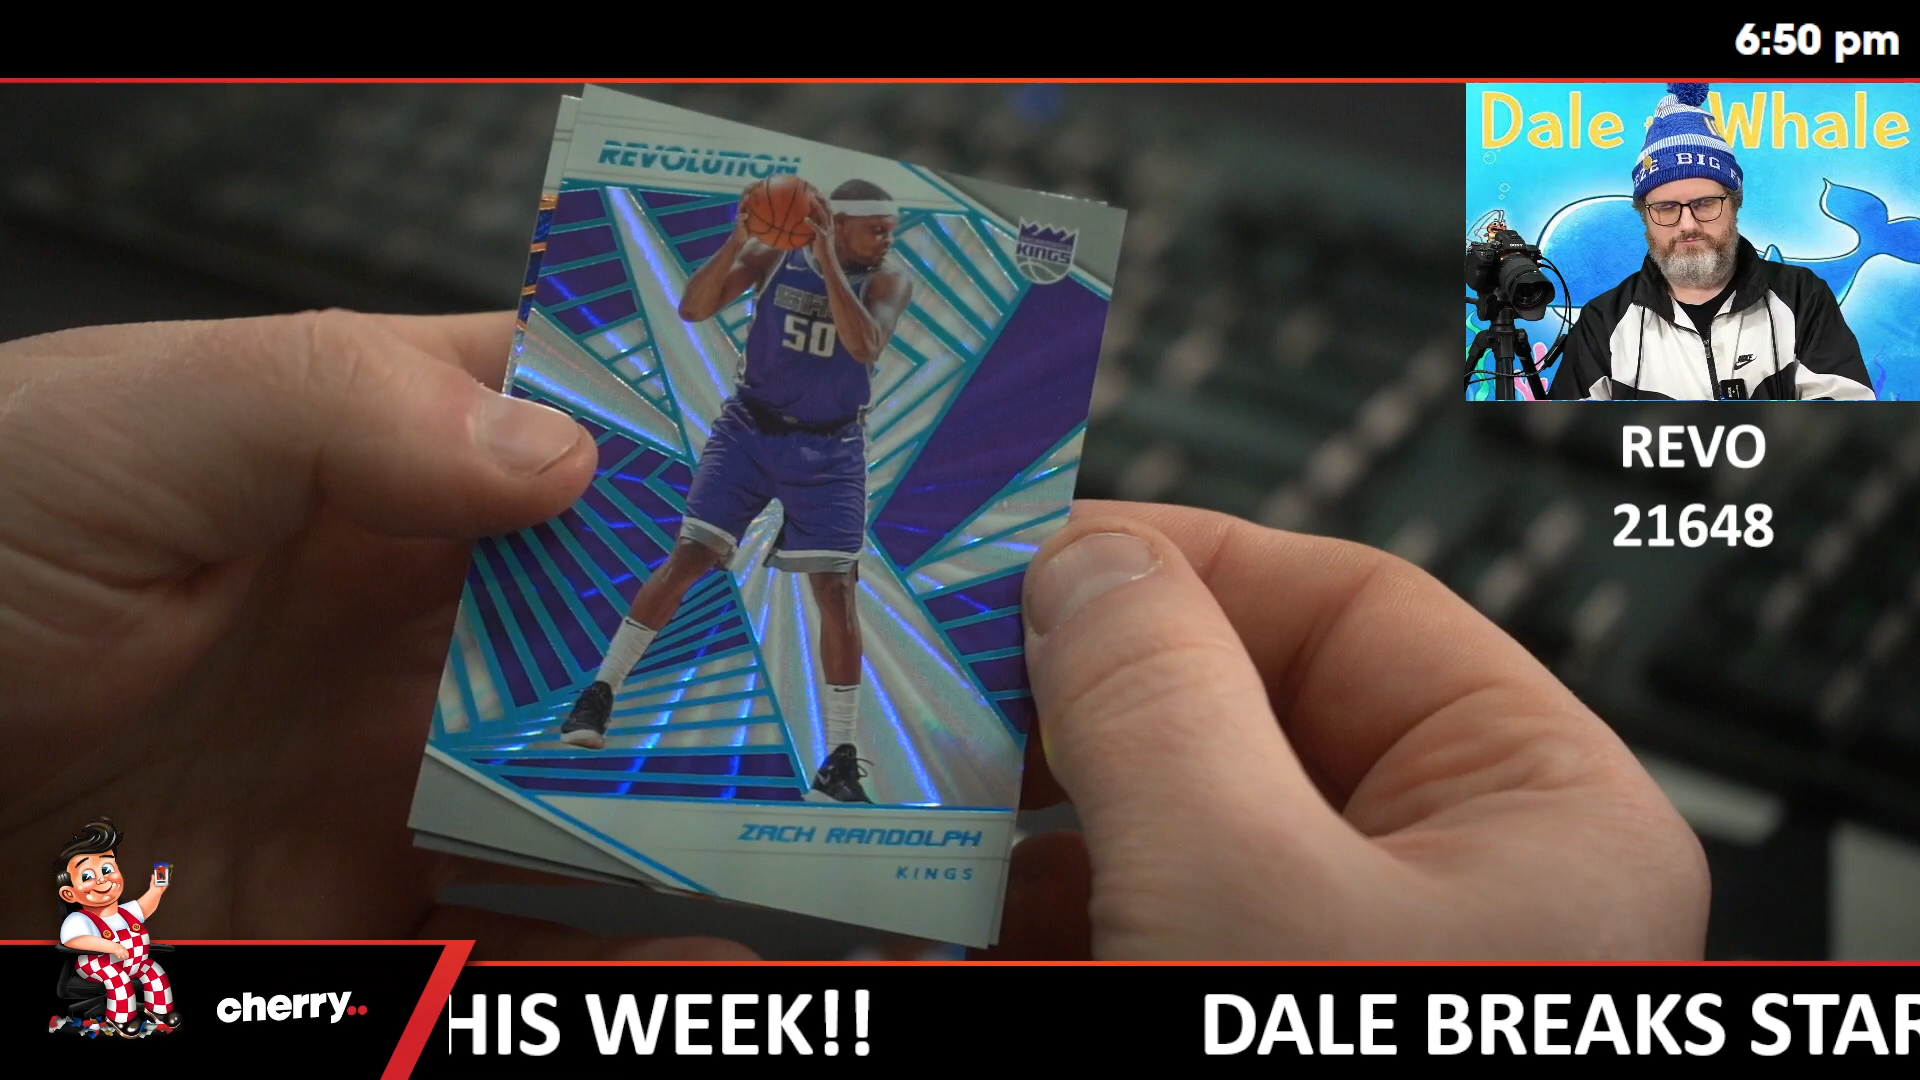 6:50 pm
REVOLUTION
KINGS
50
ZACH RANDOLPH
KINGS
Dale Whale
BIG
SONY
REVO
21648
cherry..
HIS WEEK!!
DALE BREAKS STAR